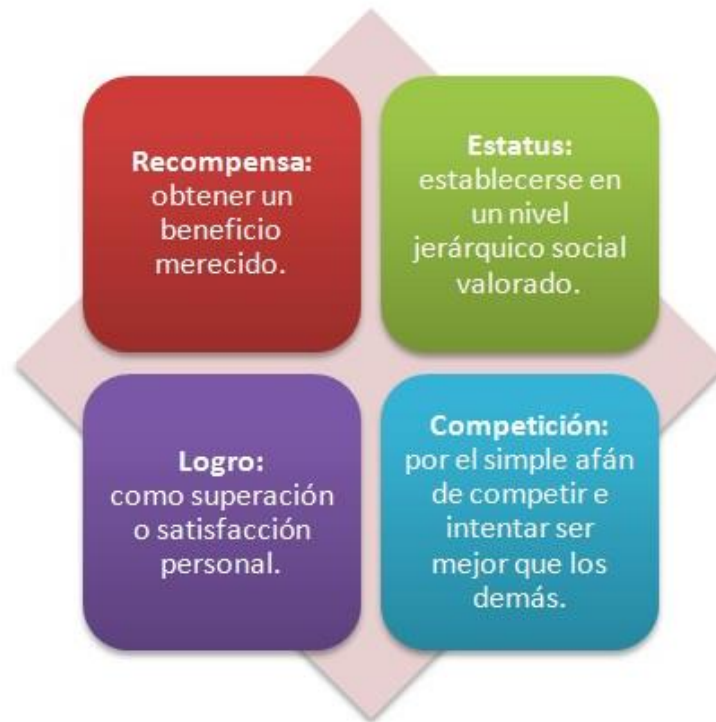 Recompensa:
obtener un
beneficio
merecido.
Estatus:
establecerse en
un nivel
jerárquico social
valorado.
Logro:
como superación
o satisfacción
personal.
Competición:
por el simple afán
de competir e
intentar ser
mejor que los
demás.